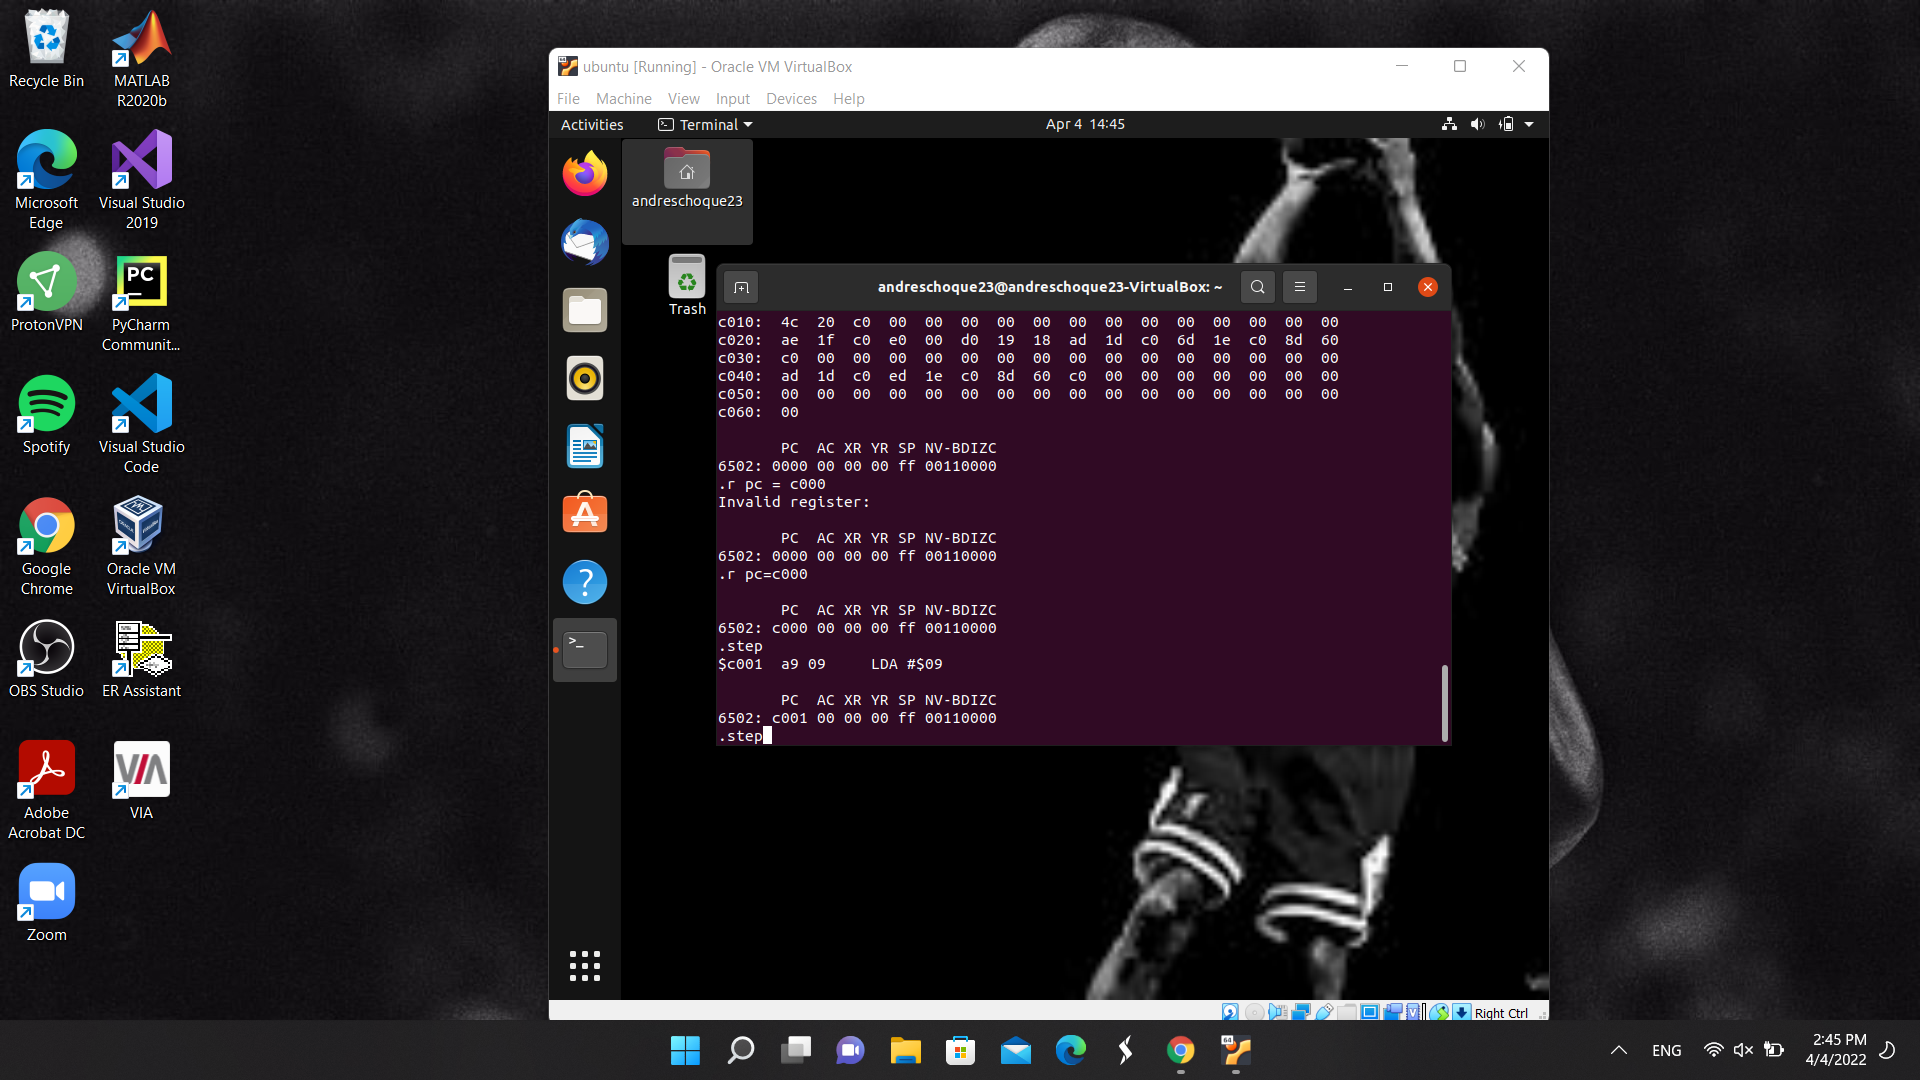 Recycle Bin
MATLAB
R2020b
Microsoft
Edge
Visual Studio
2019
ProtonVPN
PC
PyCharm
Communit...
Spotify
Visual Studio
Code
Google
Chrome
Oracle VM
VirtualBox
OBS Studio
ER Assistant
Adobe
Acrobat DC
VIA
VIA
Zoom
ubuntu [Running] - Oracle VM VirtualBox
File Machine View Input Devices Help
Activities Terminal Apr 4 14:45
andreschoque23
Trash
andreschoque23@andreschoque23-VirtualBox: ~
c010: 4c 20 c0 00 00 00 00 00 00 00 00 00 00 00 00 00
c020: ae 1f c0 e0 00 d0 19 18 ad 1d c0 6d 1e c0 8d 60
c030: c0 00 00 00 00 00 00 00 00 00 00 00 00 00 00 00
c040: ad 1d c0 ed 1e c0 8d 60 c0 00 00 00 00 00 00 00
c050: 00 00 00 00 00 00 00 00 00 00 00 00 00 00 00 00
c060: 00
PC AC XR YR SP NV-BDIZC
6502: 0000 00 00 00 ff 00110000
.r pc = c000
Invalid register:
PC AC XR YR SP NV-BDIZC
6502: 0000 00 00 00 ff 00110000
.r pc=c000
PC AC XR YR SP NV-BDIZC
6502: c000 00 00 00 ff 00110000
.step
$c001 a9 09 LDA #$09
PC AC XR YR SP NV-BDIZC
6502: c001 00 00 00 ff 00110000
.step
Right Ctrl
64
ENG
2:45 PM
4/4/2022